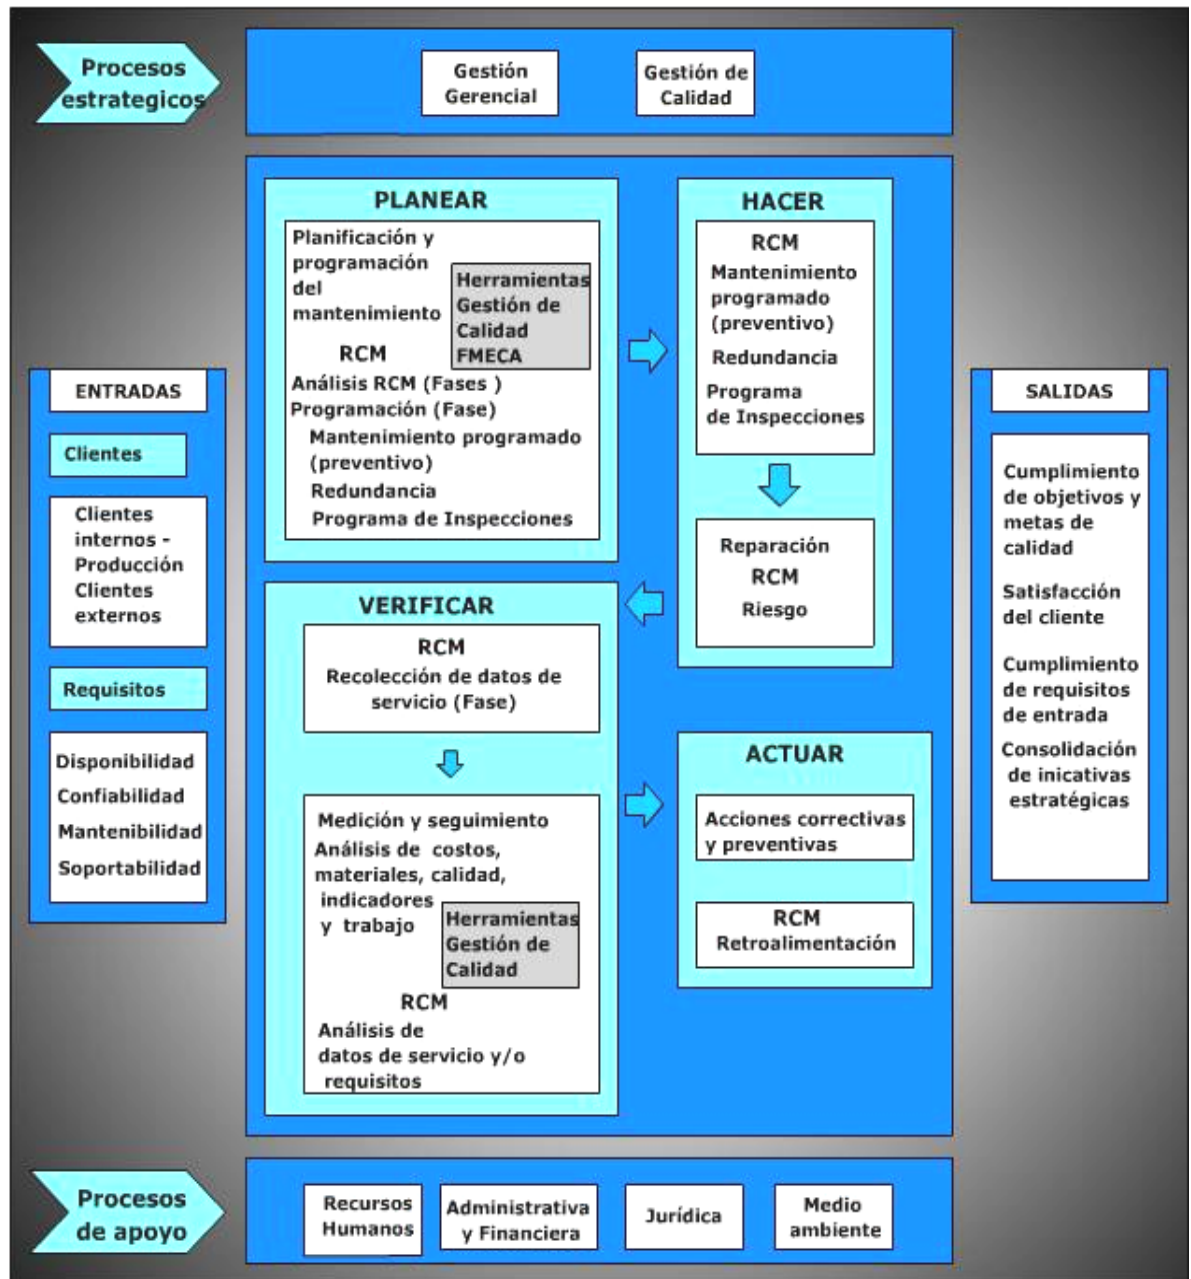 Procesos
estrategicos
Gestión
Gerencial
Gestión de
Calidad
ENTRADAS
Clientes
Clientes
internos -
Producción
Clientes
externos
Requisitos
Disponibilidad
Confiabilidad
Mantenibilidad
Soportabilidad
PLANEAR
Planificación y
programación
del
mantenimiento
Herramientas
Gestión de
Calidad
FMECA
RCM
Análisis RCM (Fases )
Programación (Fase)
Mantenimiento programado
(preventivo)
Redundancia
Programa de Inspecciones
HACER
RCM
Mantenimiento
programado
(preventivo)
Redundancia
Programa
de Inspecciones
Reparación
RCM
Riesgo
VERIFICAR
RCM
Recolección de datos de
servicio (Fase)
Medición y seguimiento
Análisis de costos,
materiales, calidad,
indicadores
y trabajo
Herramientas
Gestión de
Calidad
RCM
Análisis de
datos de servicio y/o
requisitos
ACTUAR
Acciones correctivas
y preventivas
RCM
Retroalimentación
SALIDAS
Cumplimiento
de objetivos y
metas de
calidad
Satisfacción
del cliente
Cumplimiento
de requisitos
de entrada
Consolidación
de inicativas
estratégicas
Procesos
de apoyo
Recursos
Humanos
Administrativa
y Financiera
Jurídica
Medio
ambiente